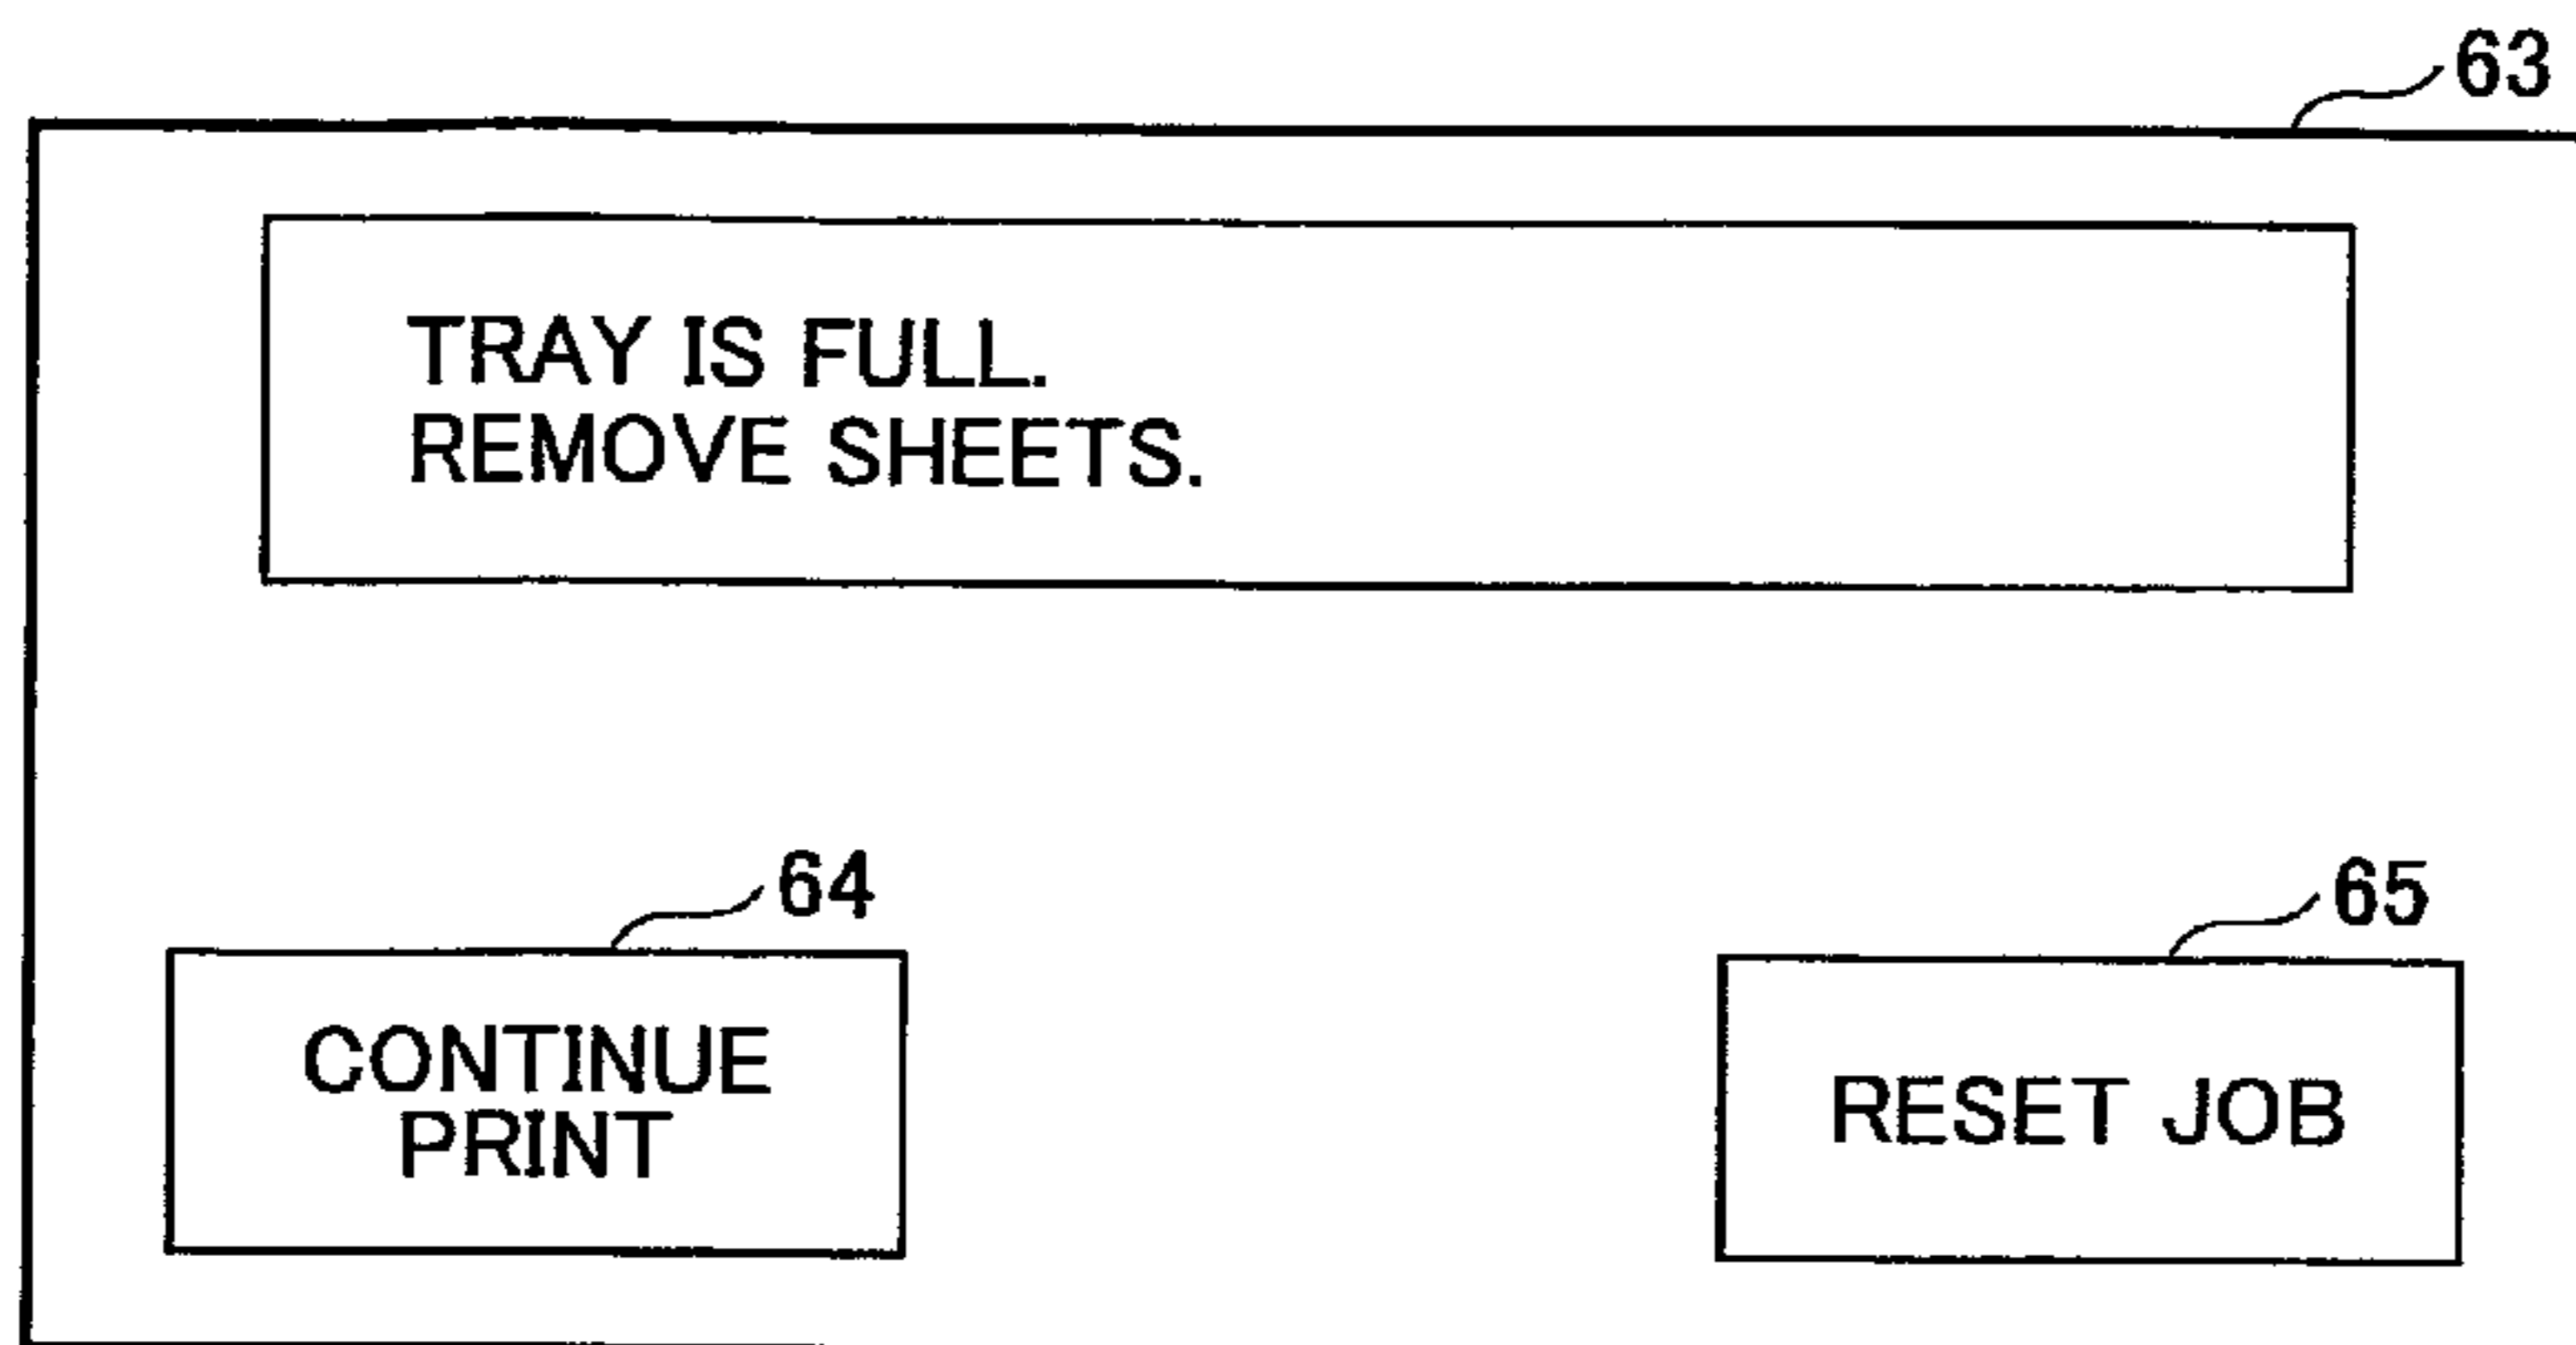 63
TRAY IS FULL.
REMOVE SHEETS.
64
65
CONTINUE
PRINT
RESET JOB